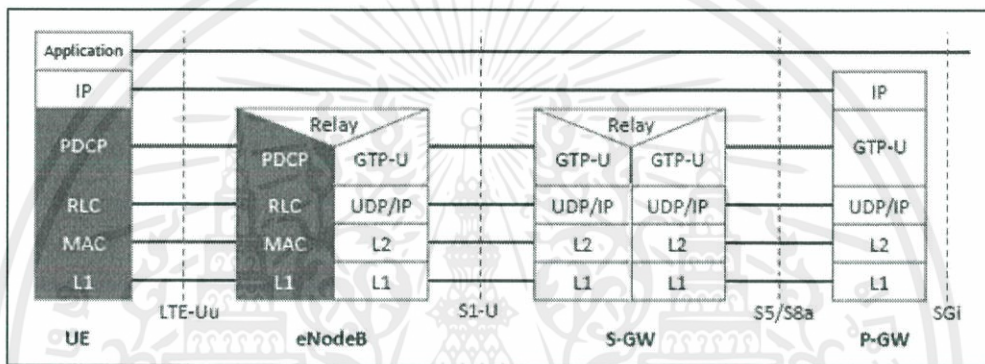 Application
IP IP
Relay Relay
PDCP PDCP GTP-U GTP-U GTP-U GTP-U
RLC RLC UDP/IP UDP/IP UDP/IP UDP/IP
MAC MAC L2 L2 L2 L2
L1 L1 L1 L1 L1 L1
LTE-Uu S1-U S5/S8a SGi
UE eNodeB S-GW P-GW